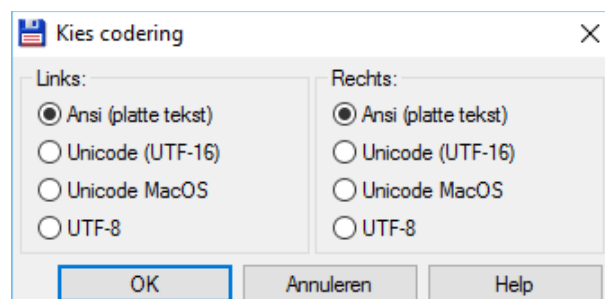 Kies codering
Links:
Ansi (platte tekst)
Unicode (UTF-16)
Unicode MacOS
UTF-8
Rechts:
Ansi (platte tekst)
Unicode (UTF-16)
Unicode MacOS
UTF-8
OK
Annuleren
Help